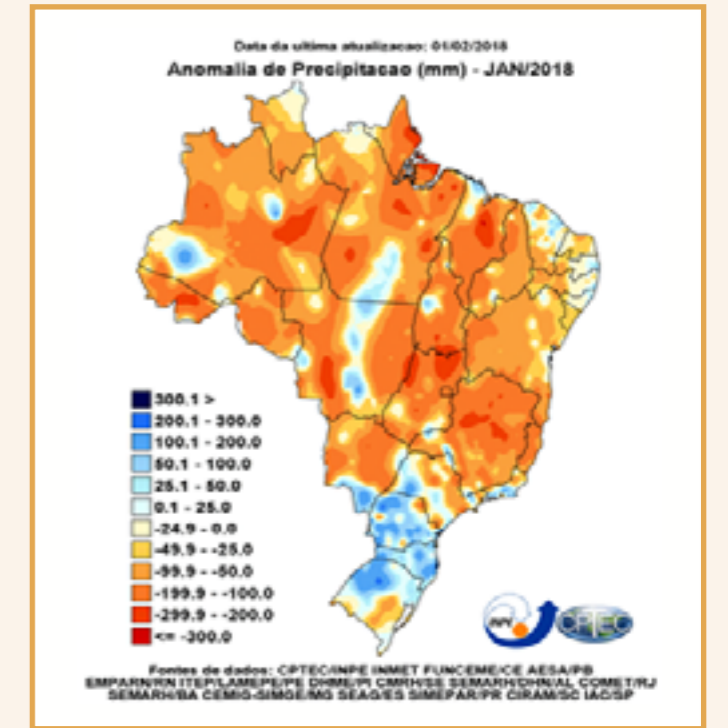 Data da ultima atualizacao: 01/02/2018
Anomalia de Precipitacao (mm) - JAN/2018
300.1 >
200.1 - 300.0
100.1 - 200.0
50.1 - 100.0
25.1 - 50.0
0.1 - 25.0
-24.9 - 0.0
-49.9 - -25.0
-99.9 - -50.0
-199.9 - -100.0
-299.9 - -200.0
<= -300.0
INPE
CPTEC
Fontes de dados: CPTEC/INPE INMET FUNCEME/CE AESA/PB
EMPARN/RN ITEP/LAMEPE/PE DHME/PI CMRH/SE SEMARH/DHN/AL COMET/RJ
SEMARH/BA CEMIG-SIMGE/MG SEAG/ES SIMEPAR/PR CIRAM/SC IAC/SP